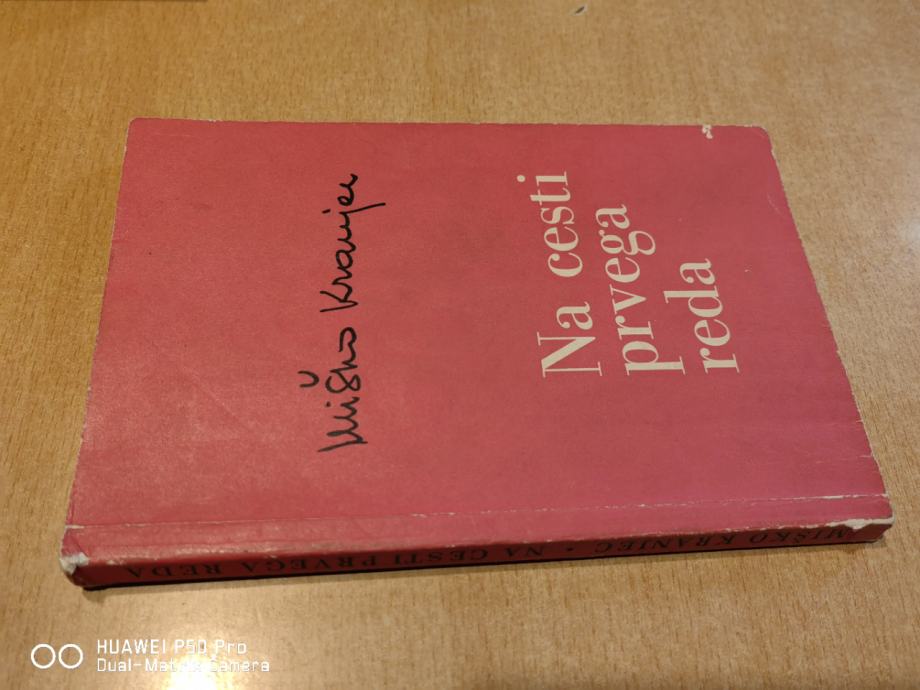 Miško Kranjec
Na cesti
prvega
reda
MIŠKO KRANJEC • NA CESTI PRVEGA REDA
HUAWEI P50 Pro
Dual-Matrix Camera